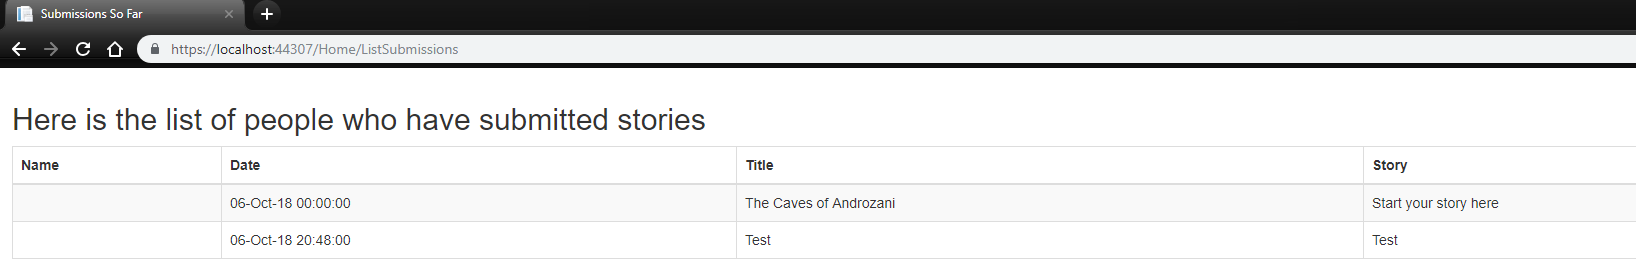 Submissions So Far
https://localhost:44307/Home/ListSubmissions
Here is the list of people who have submitted stories
Name Date Title Story
06-Oct-18 00:00:00 The Caves of Androzani Start your story here
06-Oct-18 20:48:00 Test Test